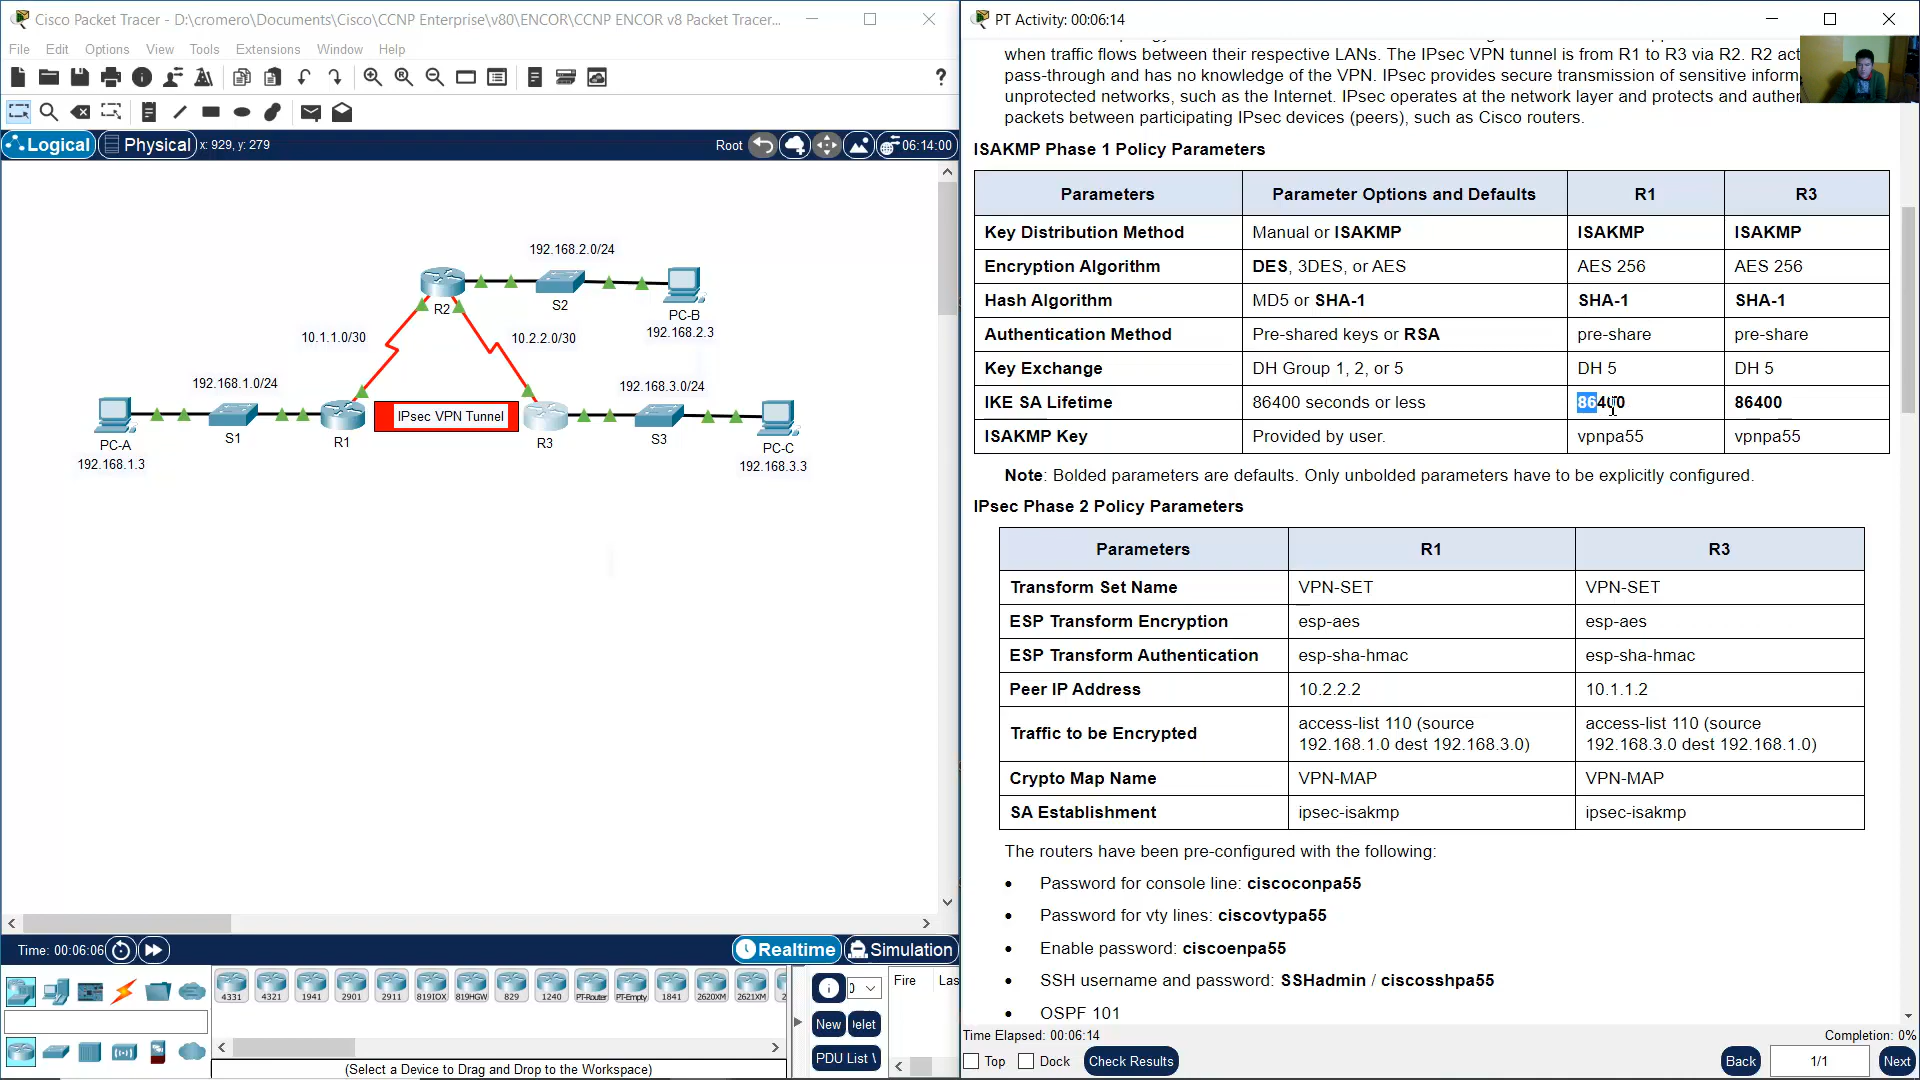 Cisco Packet Tracer - D:\cromero\Documents\Cisco\CCNP Enterprise\v80\ENCOR\CCNP ENCOR v8 Packet Tracer...
File Edit Options View Tools Extensions Window Help
?
Logical Physical x: 929, y: 279
Root 06:14:00
192.168.2.0/24
R2
S2
PC-B
192.168.2.3
10.1.1.0/30
10.2.2.0/30
192.168.1.0/24
192.168.3.0/24
IPsec VPN Tunnel
PC-A
192.168.1.3
S1
R1
R3
S3
PC-C
192.168.3.3
Time: 00:06:06
Realtime Simulation
4331 4321 1941 2901 2911 819IOX 819HGW 829 1240 PT-Router PT-Empty 1841 2620XM 2621XM 2
(Select a Device to Drag and Drop to the Workspace)
0
Fire Las
New elet
PDU List \
PT Activity: 00:06:14
when traffic flows between their respective LANs. The IPsec VPN tunnel is from R1 to R3 via R2. R2 act
pass-through and has no knowledge of the VPN. IPsec provides secure transmission of sensitive inform
unprotected networks, such as the Internet. IPsec operates at the network layer and protects and authe
packets between participating IPsec devices (peers), such as Cisco routers.
ISAKMP Phase 1 Policy Parameters
Parameters Parameter Options and Defaults R1 R3
Key Distribution Method Manual or ISAKMP ISAKMP ISAKMP
Encryption Algorithm DES, 3DES, or AES AES 256 AES 256
Hash Algorithm MD5 or SHA-1 SHA-1 SHA-1
Authentication Method Pre-shared keys or RSA pre-share pre-share
Key Exchange DH Group 1, 2, or 5 DH 5 DH 5
IKE SA Lifetime 86400 seconds or less 86400 86400
ISAKMP Key Provided by user. vpnpa55 vpnpa55
Note: Bolded parameters are defaults. Only unbolded parameters have to be explicitly configured.
IPsec Phase 2 Policy Parameters
Parameters R1 R3
Transform Set Name VPN-SET VPN-SET
ESP Transform Encryption esp-aes esp-aes
ESP Transform Authentication esp-sha-hmac esp-sha-hmac
Peer IP Address 10.2.2.2 10.1.1.2
Traffic to be Encrypted access-list 110 (source 192.168.1.0 dest 192.168.3.0) access-list 110 (source 192.168.3.0 dest 192.168.1.0)
Crypto Map Name VPN-MAP VPN-MAP
SA Establishment ipsec-isakmp ipsec-isakmp
The routers have been pre-configured with the following:
• Password for console line: ciscoconpa55
• Password for vty lines: ciscovtypa55
• Enable password: ciscoenpa55
• SSH username and password: SSHadmin / ciscosshpa55
• OSPF 101
Time Elapsed: 00:06:14 Completion: 0%
Top Dock Check Results Back 1/1 Next